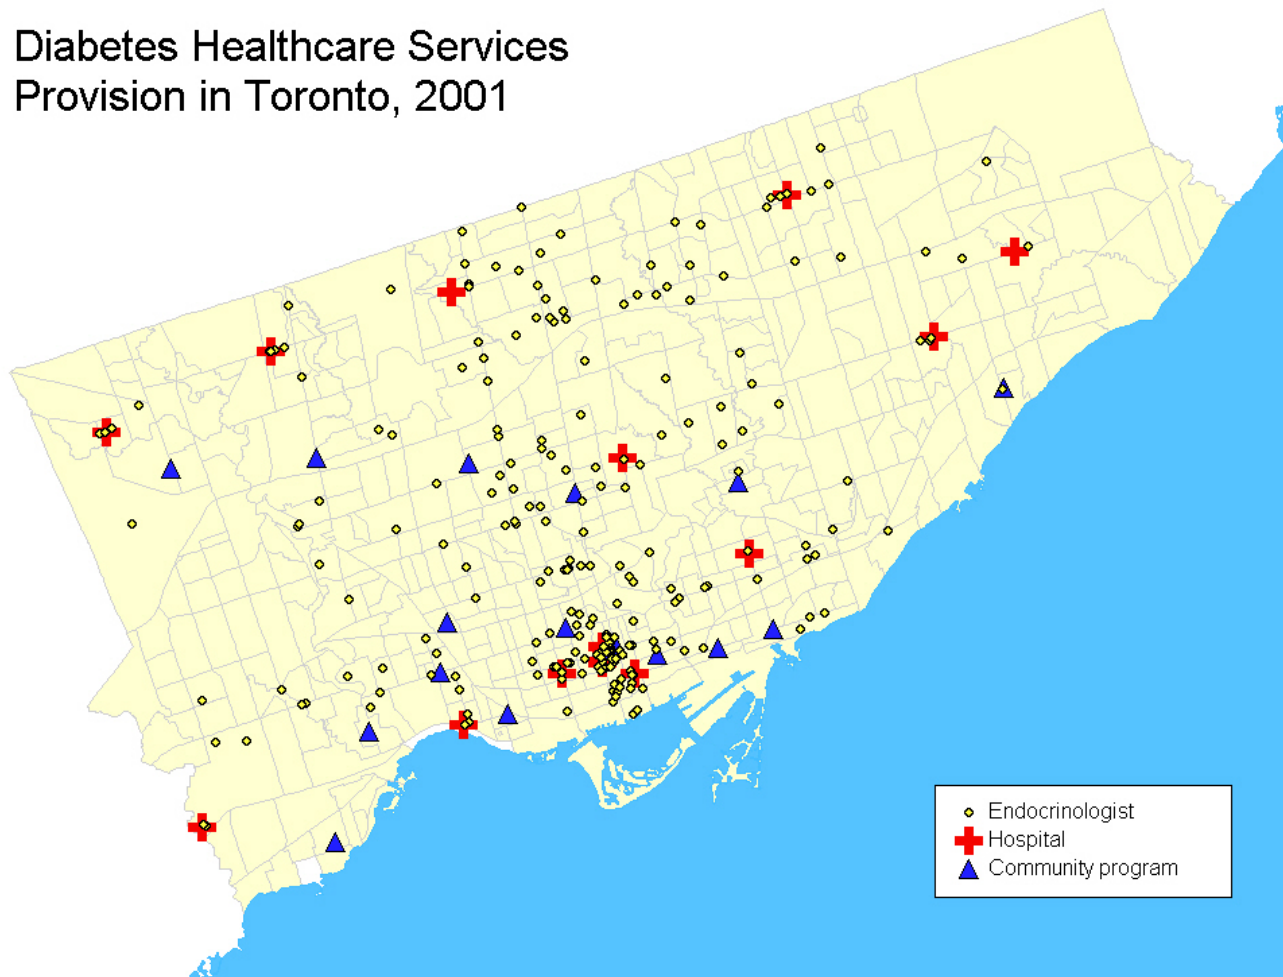 Diabetes Healthcare Services
Provision in Toronto, 2001
Endocrinologist
Hospital
Community program